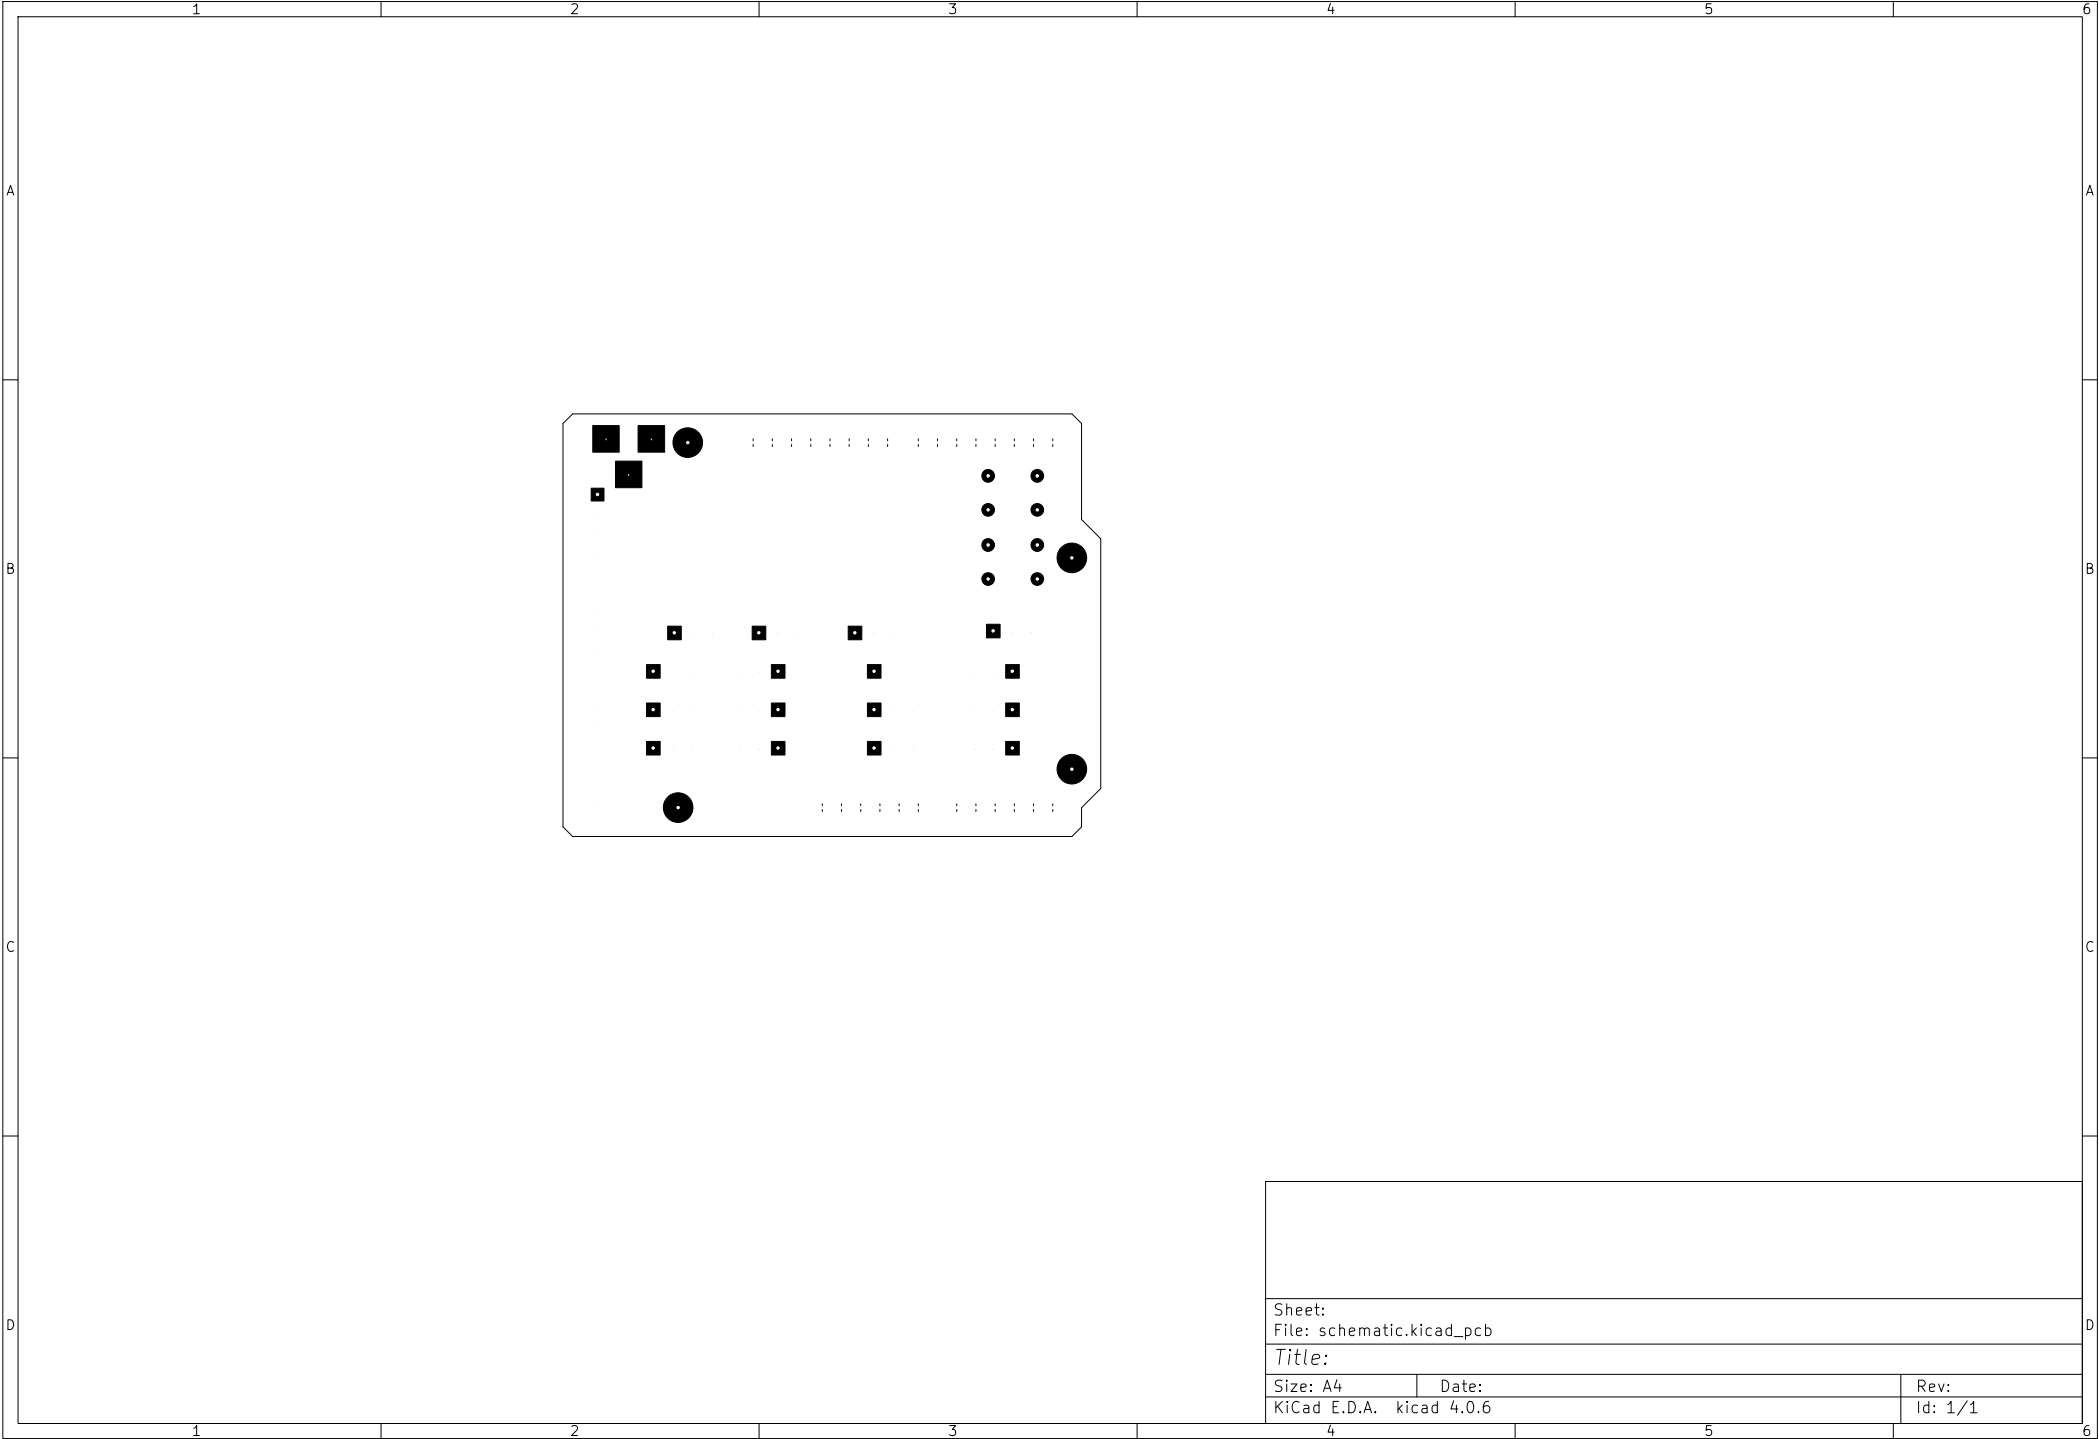 1 2 3 4 5 6
A A
B B
C C
Sheet:
File: schematic.kicad_pcb
D D
Title:
Size: A4 Date: Rev:
KiCad E.D.A. kicad 4.0.6 Id: 1/1
1 2 3 4 5 6